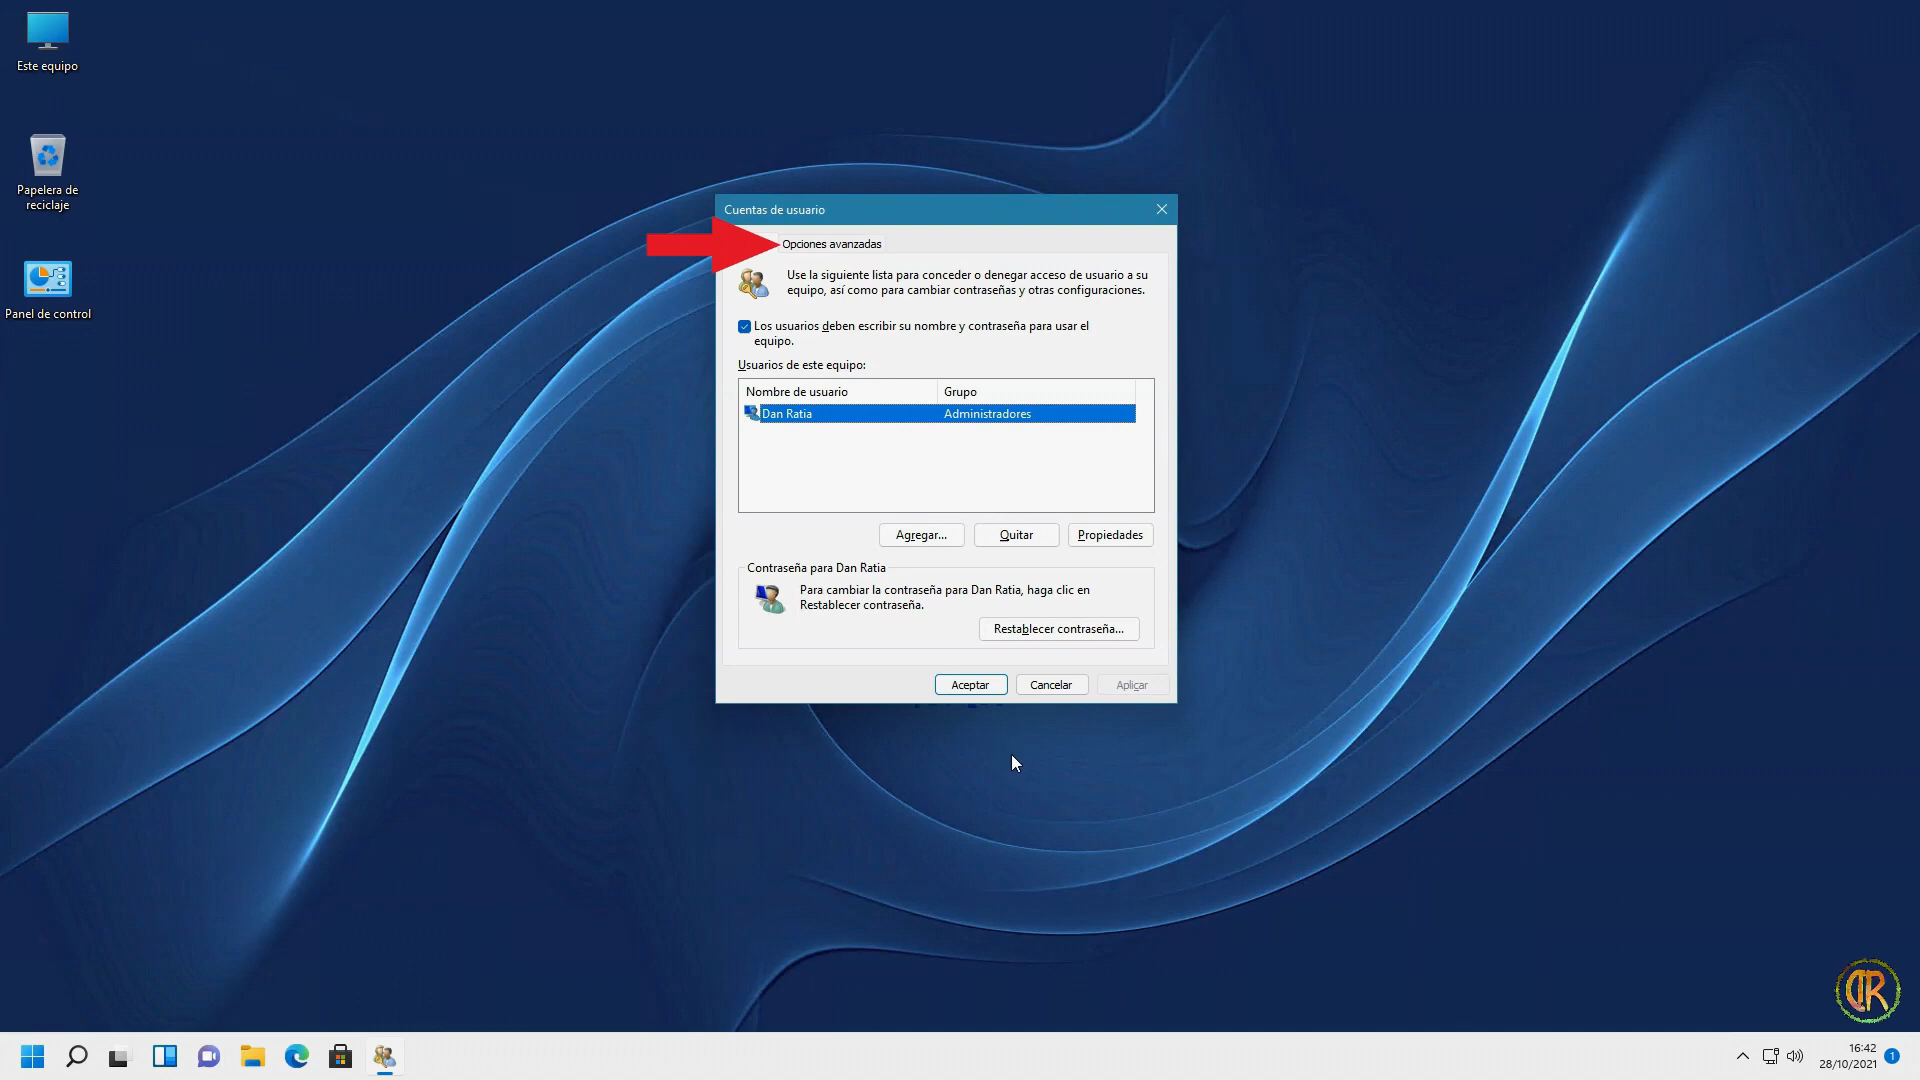 Este equipo
Papelera de
reciclaje
Panel de control
Cuentas de usuario
Opciones avanzadas
Use la siguiente lista para conceder o denegar acceso de usuario a su
equipo, así como para cambiar contraseñas y otras configuraciones.
Los usuarios deben escribir su nombre y contraseña para usar el
equipo.
Usuarios de este equipo:
Nombre de usuario Grupo
Dan Ratia Administradores
Agregar... Quitar Propiedades
Contraseña para Dan Ratia
Para cambiar la contraseña para Dan Ratia, haga clic en
Restablecer contraseña.
Restablecer contraseña...
Aceptar Cancelar Aplicar
DR
16:42
28/10/2021
1